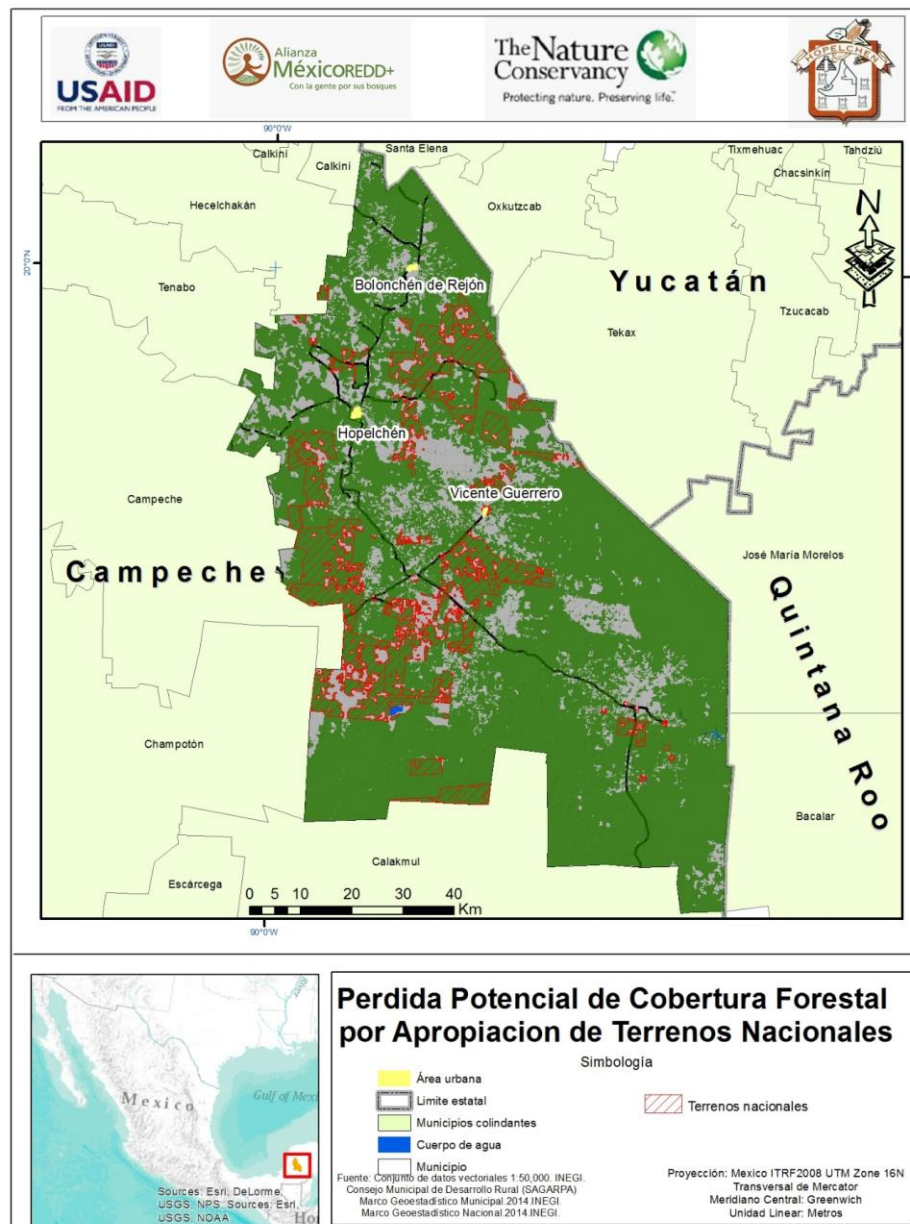 USAID
FROM THE AMERICAN PEOPLE
Alianza
MéxicoREDD+
Con la gente por sus bosques
The Nature
Conservancy
Protecting nature. Preserving life.™
HOPELCHEN
90°0'W
Calkiní
Calkiní
Santa Elena
Tixmehuac
Tahdziú
Chacsinkín
Hecelchakán
Oxkutzcab
N
20°0'N
20°0'N
Bolonchén de Rejón
Yucatán
Tenabo
Tzucacab
Tekax
Hopelchén
Vicente Guerrero
Campeche
José María Morelos
Campeche
Quintana Roo
Champotón
Bacalar
Calakmul
Escárcega
0 5 10 20 30 40
Km
90°0'W
Perdida Potencial de Cobertura Forestal
por Apropiacion de Terrenos Nacionales
Simbología
Área urbana
Limite estatal
Municipios colindantes
Cuerpo de agua
Municipio
Terrenos nacionales
Fuente: Conjunto de datos vectoriales 1:50,000. INEGI.
Consejo Municipal de Desarrollo Rural (SAGARPA)
Marco Geoestadístico Municipal 2014.INEGI.
Marco Geoestadístico Nacional 2014.INEGI.
Proyección: Mexico ITRF2008 UTM Zone 16N
Transversal de Mercator
Meridiano Central: Greenwich
Unidad Linear: Metros
Mexico
Gulf of Mexi
Sources: Esri, DeLorme,
USGS, NPS, Sources: Esri,
USGS, NOAA